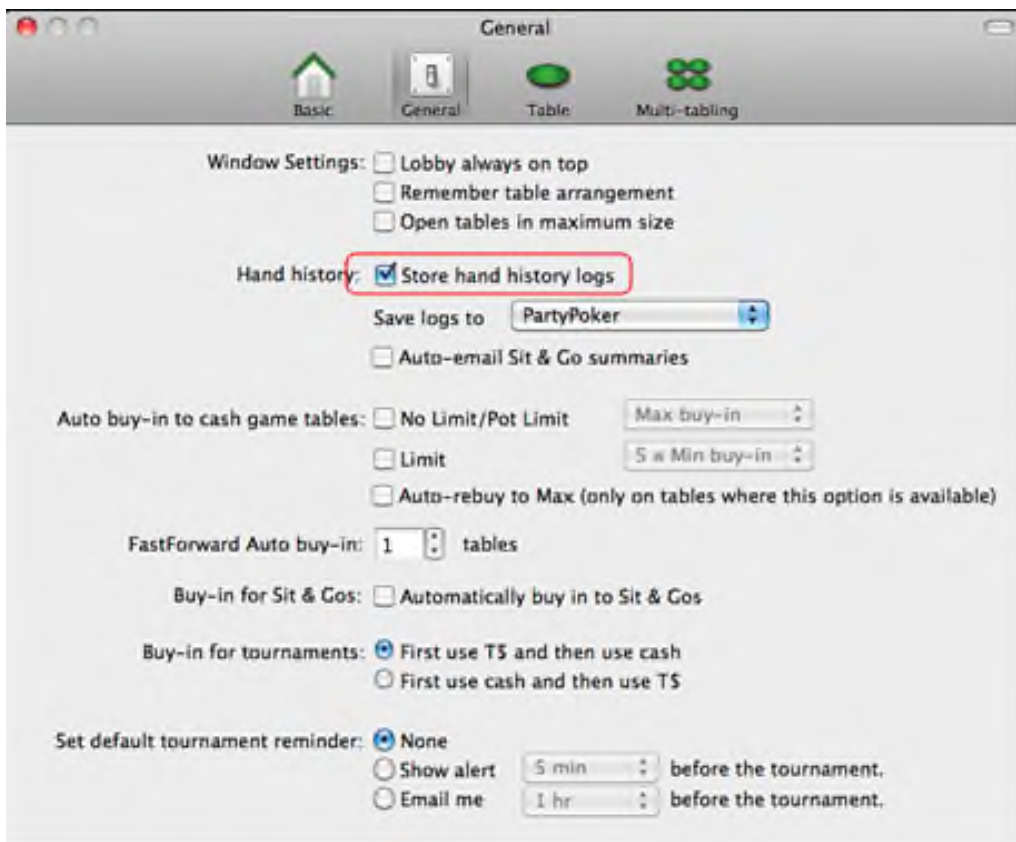 General
Basic General Table Multi-tabling
Window Settings: Lobby always on top
Remember table arrangement
Open tables in maximum size
Hand history: Store hand history logs
Save logs to PartyPoker
Auto-email Sit & Go summaries
Auto buy-in to cash game tables: No Limit/Pot Limit Max buy-in
Limit 5 x Min buy-in
Auto-rebuy to Max (only on tables where this option is available)
FastForward Auto buy-in: 1 tables
Buy-in for Sit & Gos: Automatically buy in to Sit & Gos
Buy-in for tournaments: First use T$ and then use cash
First use cash and then use T$
Set default tournament reminder: None
Show alert 5 min before the tournament.
Email me 1 hr before the tournament.